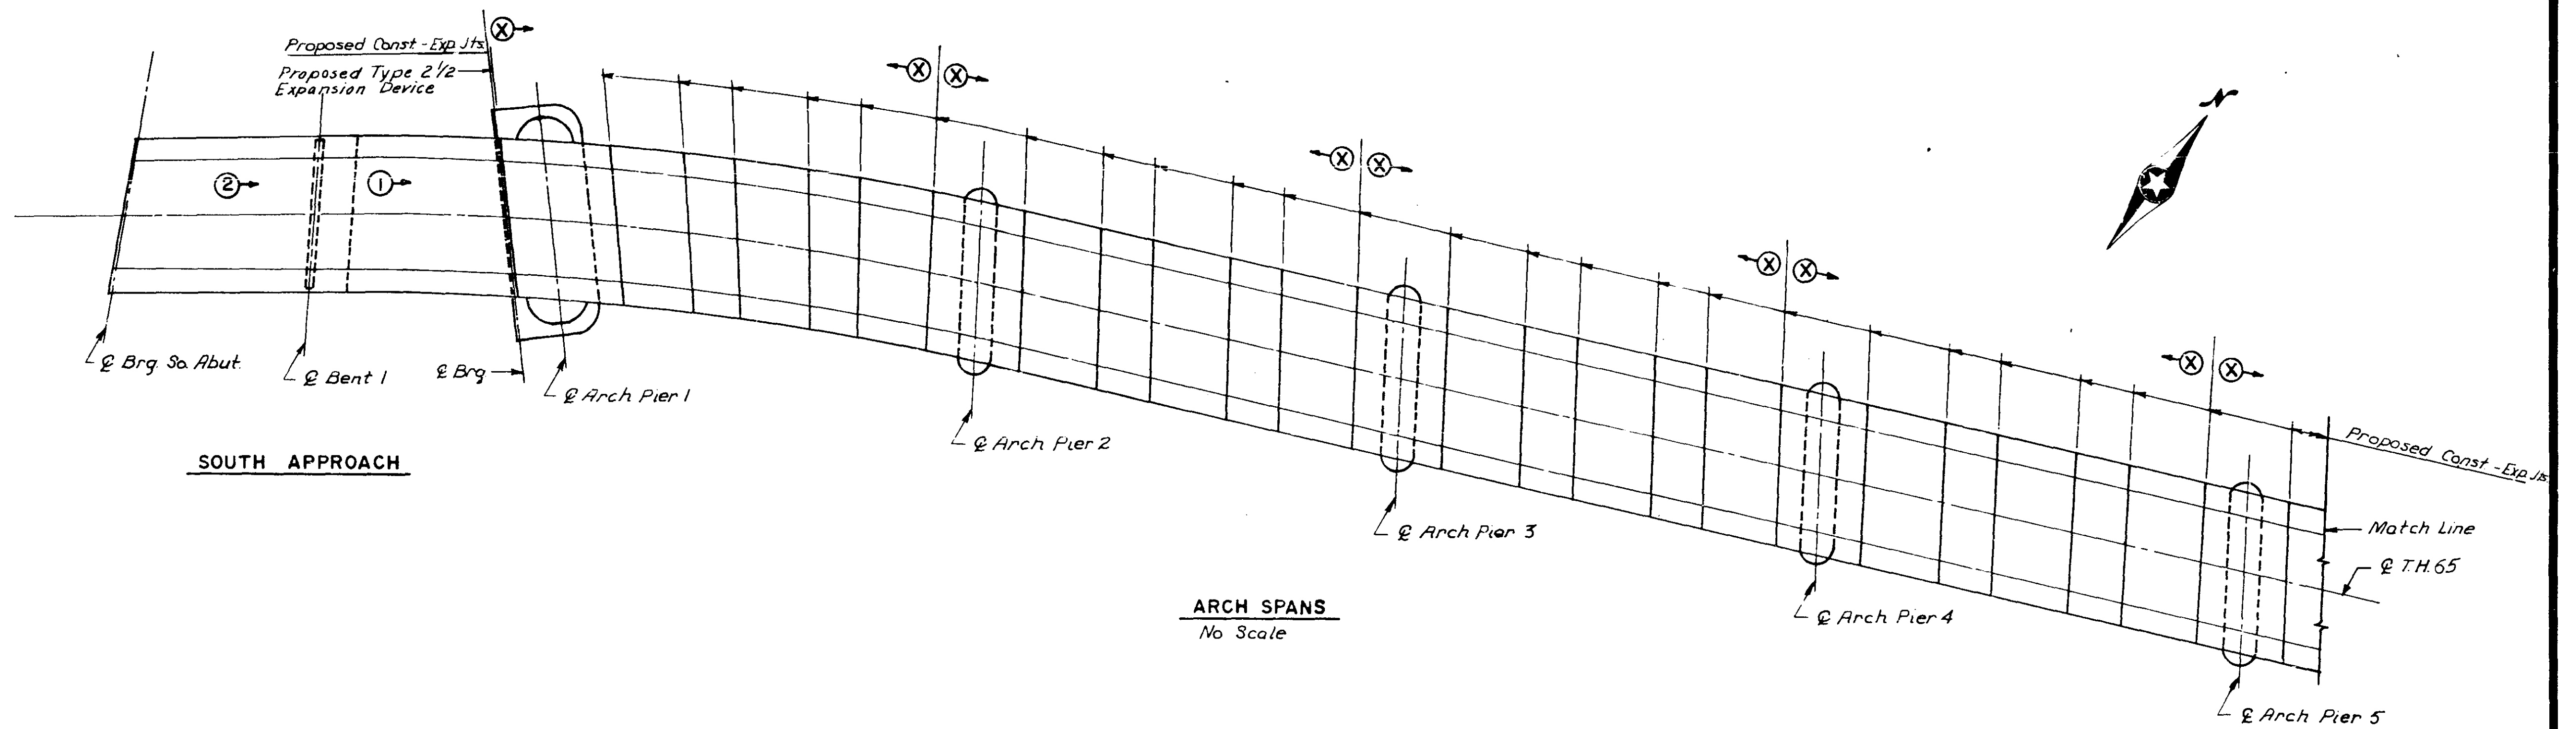 Ⓧ
Proposed Const.-Exp. Jts.
Proposed Type 2 1/2
Expansion Device
Ⓧ Ⓧ
N
Ⓧ Ⓧ
② ①
Ⓧ Ⓧ
Ⓧ Ⓧ
℄ Brg. So. Abut.
℄ Bent 1
℄ Brg
℄ Arch Pier 1
℄ Arch Pier 2
Proposed Const.-Exp. Jts.
SOUTH APPROACH
℄ Arch Pier 3
Match Line
℄ T.H. 65
ARCH SPANS
No Scale
℄ Arch Pier 4
℄ Arch Pier 5